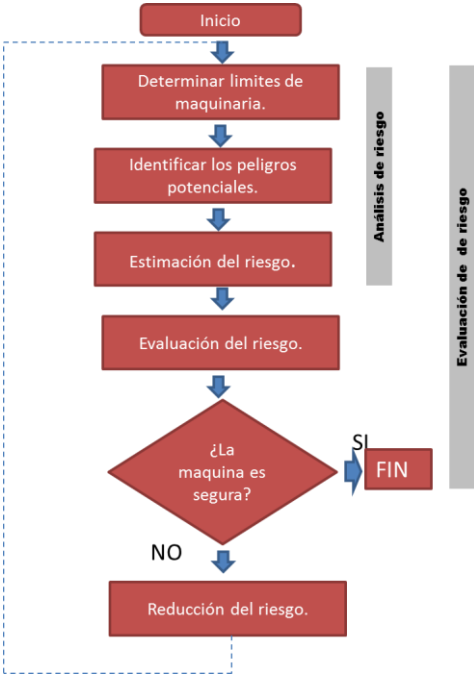 Inicio
Determinar limites de
maquinaria.
Identificar los peligros
potenciales.
Estimación del riesgo.
Evaluación del riesgo.
¿La
maquina es
segura?
SI
FIN
NO
Reducción del riesgo.
Análisis de riesgo
Evaluación de de riesgo